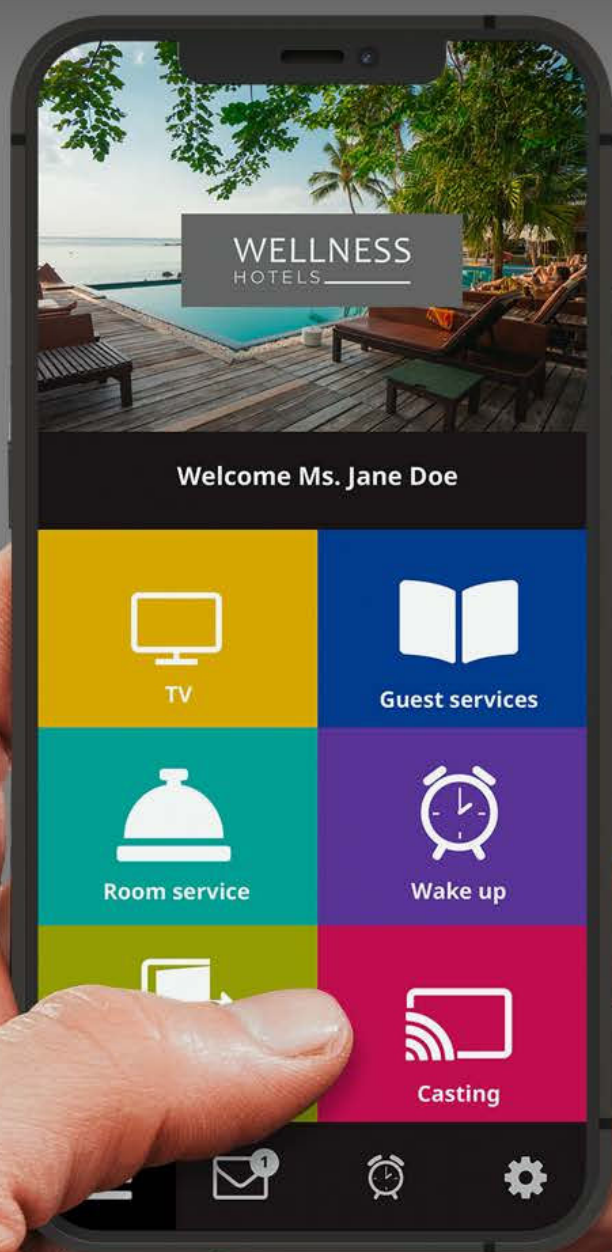 WELLNESS
HOTELS
Welcome Ms. Jane Doe
TV
Guest services
Room service
Wake up
Casting
1